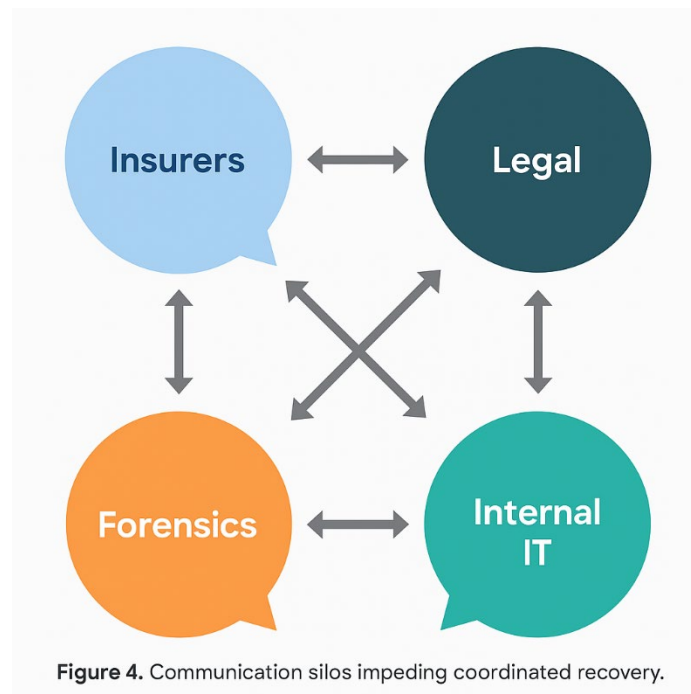 Insurers
Legal
Forensics
Internal
IT
Figure 4. Communication silos impeding coordinated recovery.